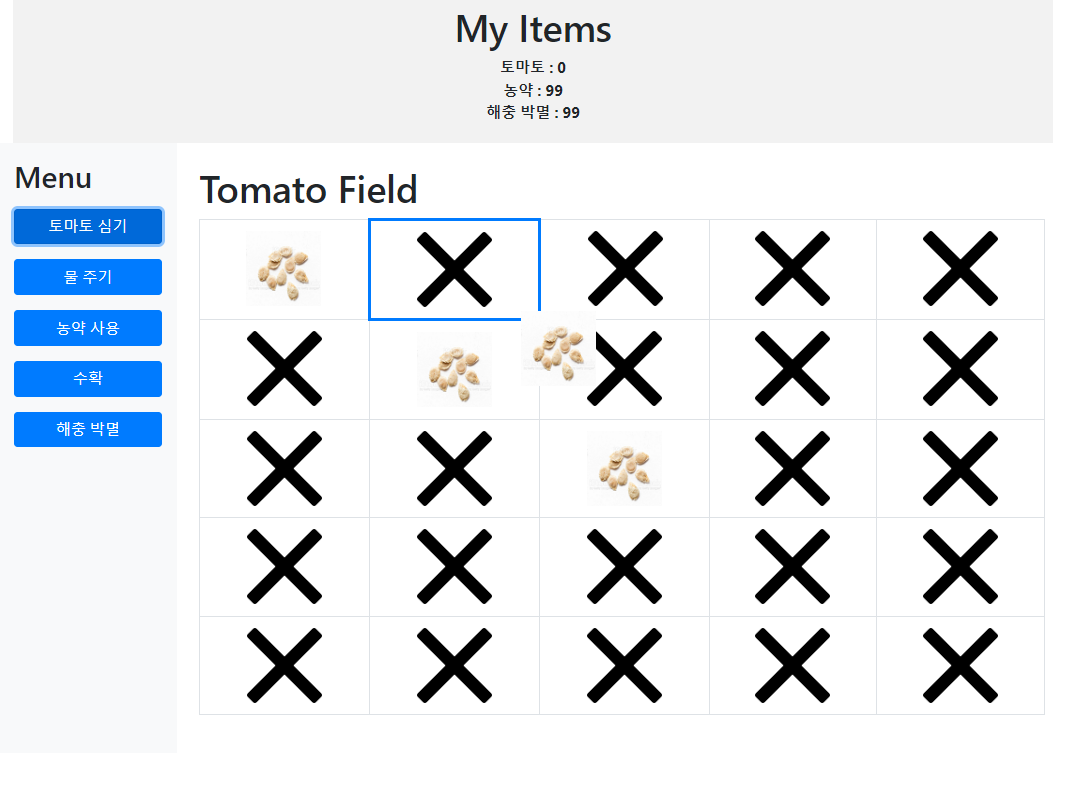 My Items
토마토 : 0
농약 : 99
해충 박멸 : 99
Menu
토마토 심기
물 주기
농약 사용
수확
해충 박멸
Tomato Field